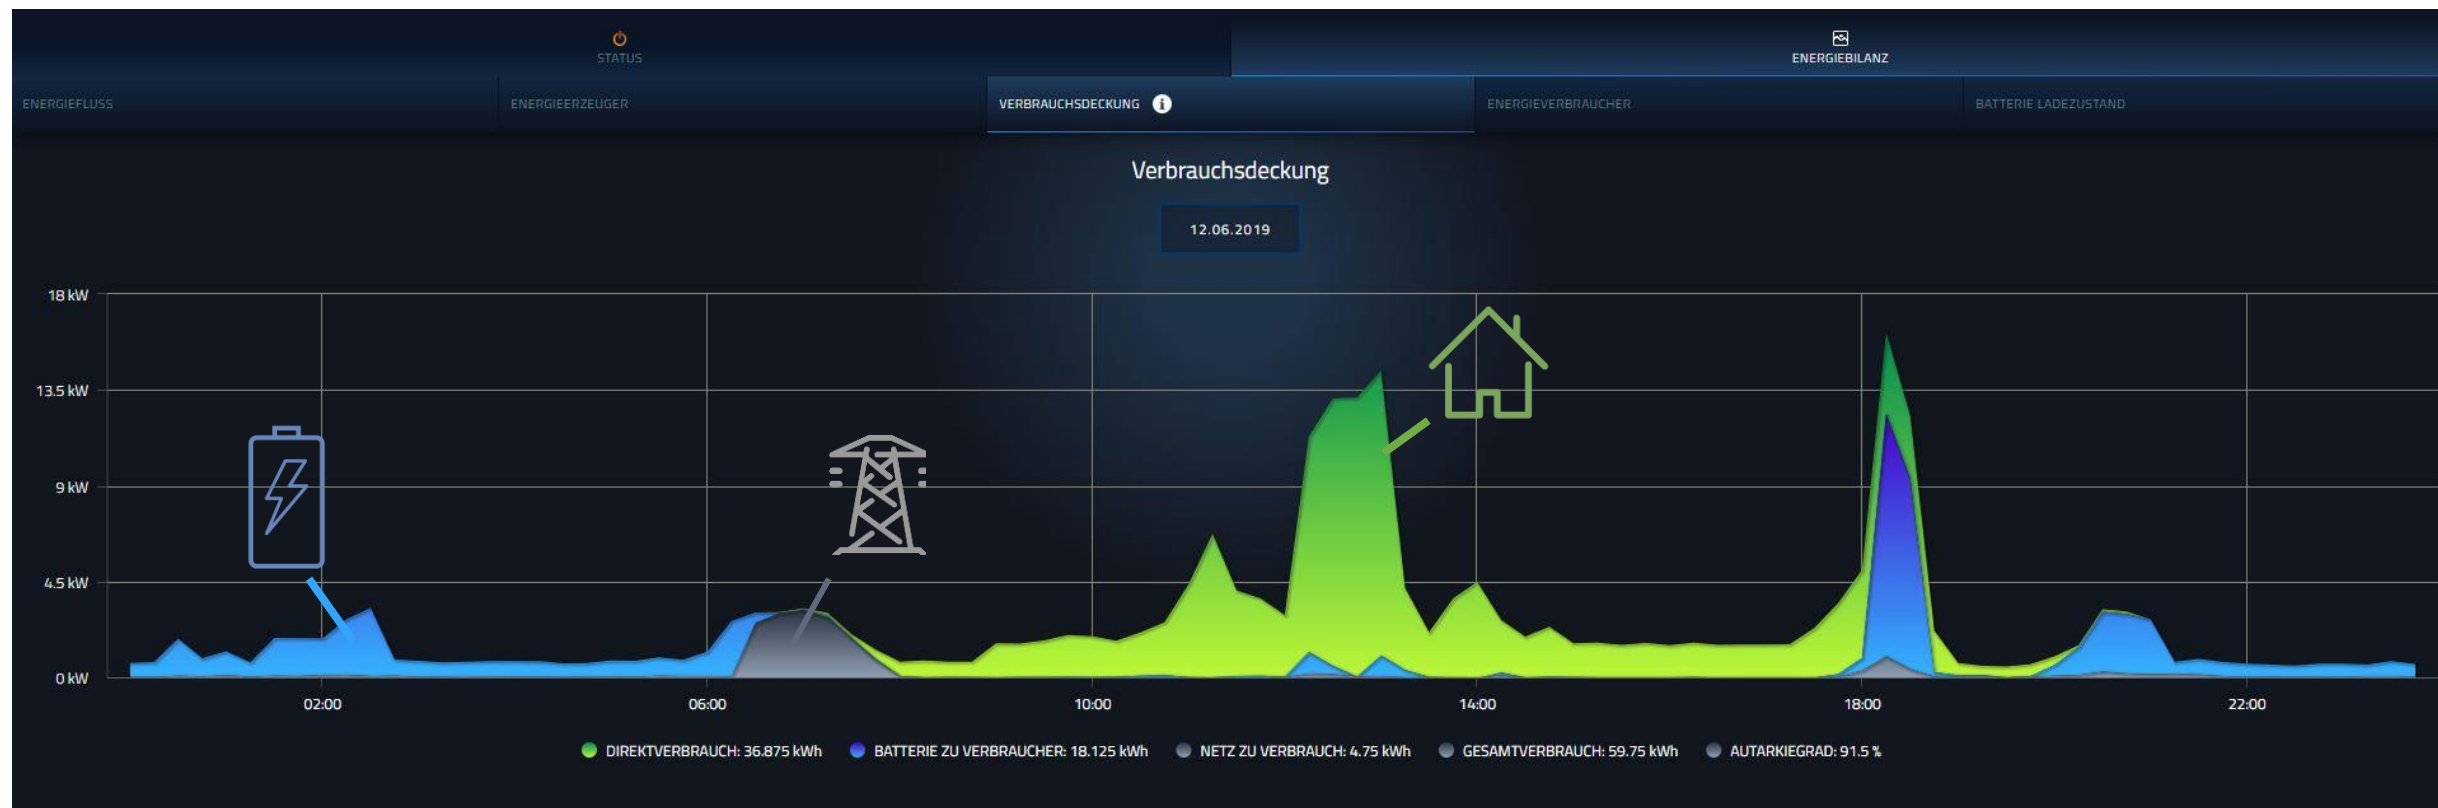 STATUS
ENERGIEBILANZ
ENERGIEFLUSS
ENERGIEERZEUGER
VERBRAUCHSDECKUNG i
ENERGIEVERBRAUCHER
BATTERIE LADEZUSTAND
Verbrauchsdeckung
12.06.2019
18 kW
13.5 kW
9 kW
4.5 kW
0 kW
02:00
06:00
10:00
14:00
18:00
22:00
DIREKTVERBRAUCH: 36.875 kWh
BATTERIE ZU VERBRAUCHER: 18.125 kWh
NETZ ZU VERBRAUCH: 4.75 kWh
GESAMTVERBRAUCH: 59.75 kWh
AUTARKIEGRAD: 91.5 %